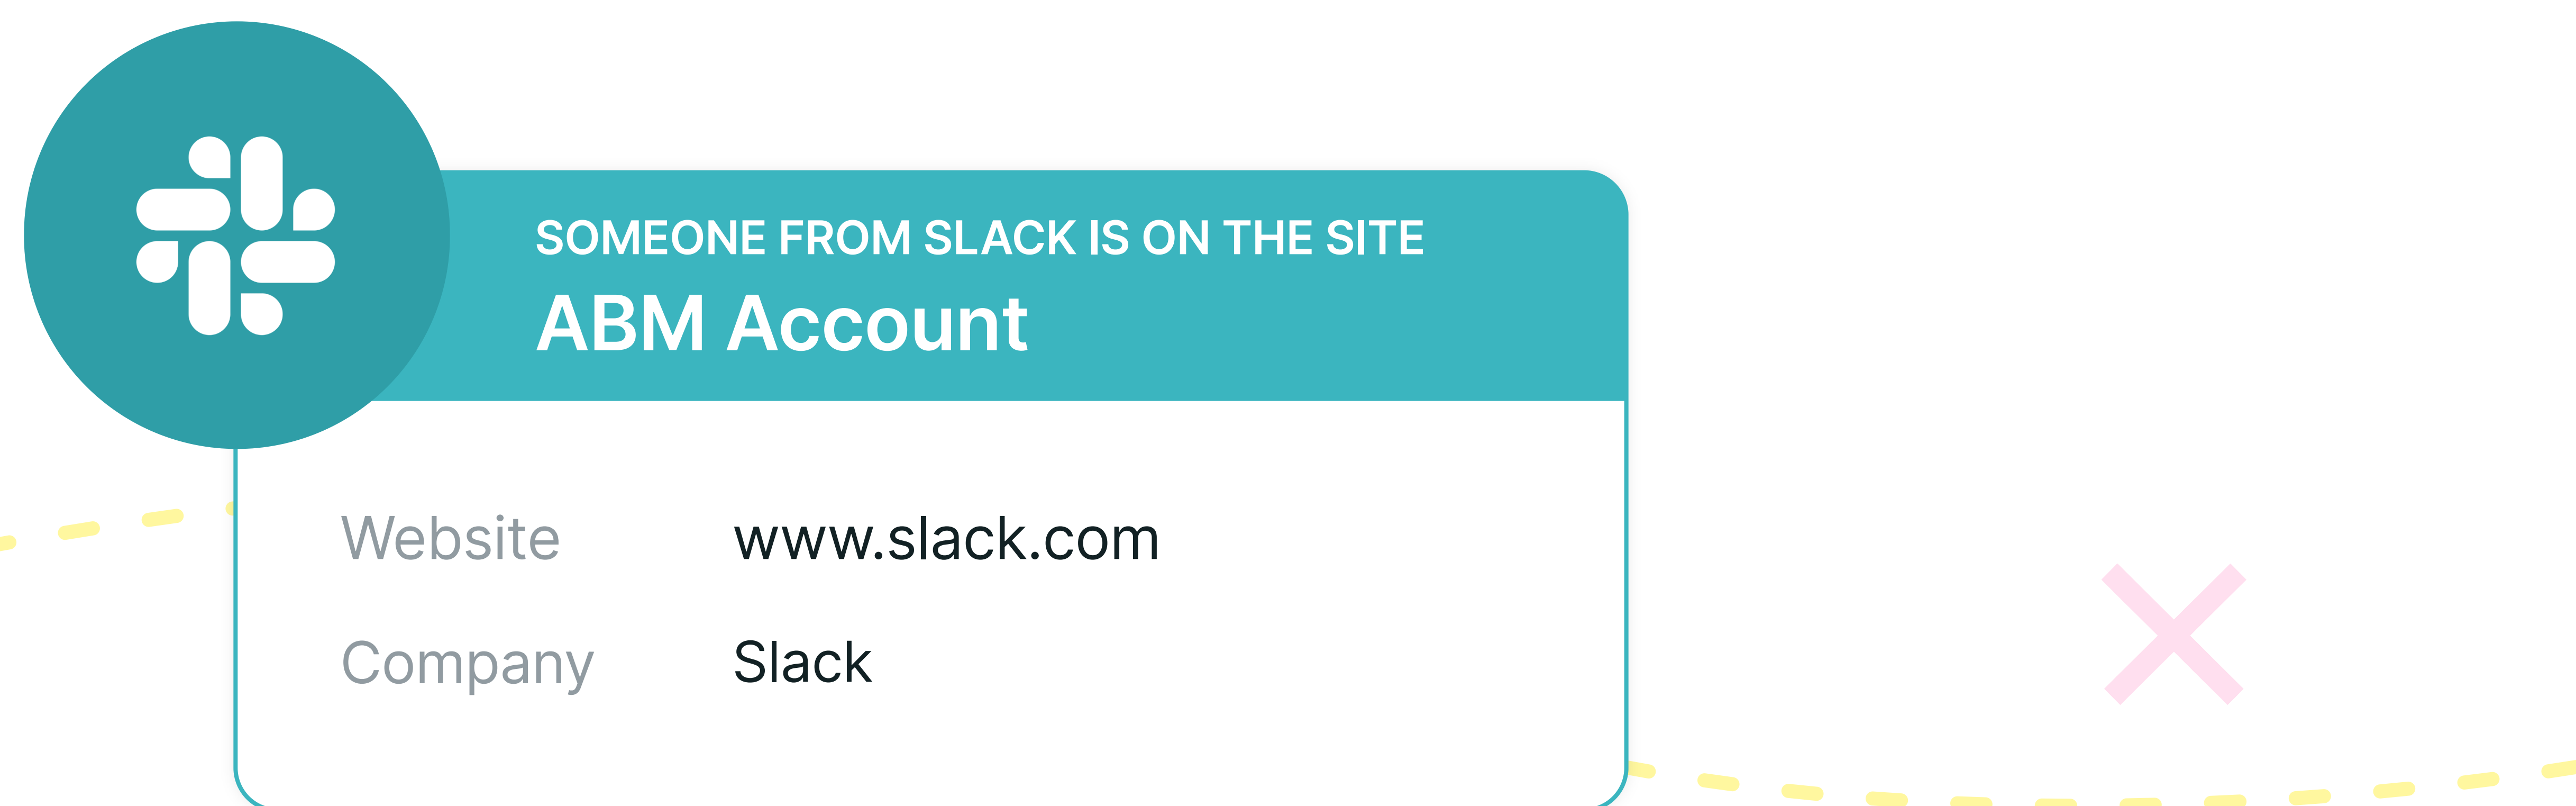 SOMEONE FROM SLACK IS ON THE SITE
ABM Account
Website www.slack.com
Company Slack